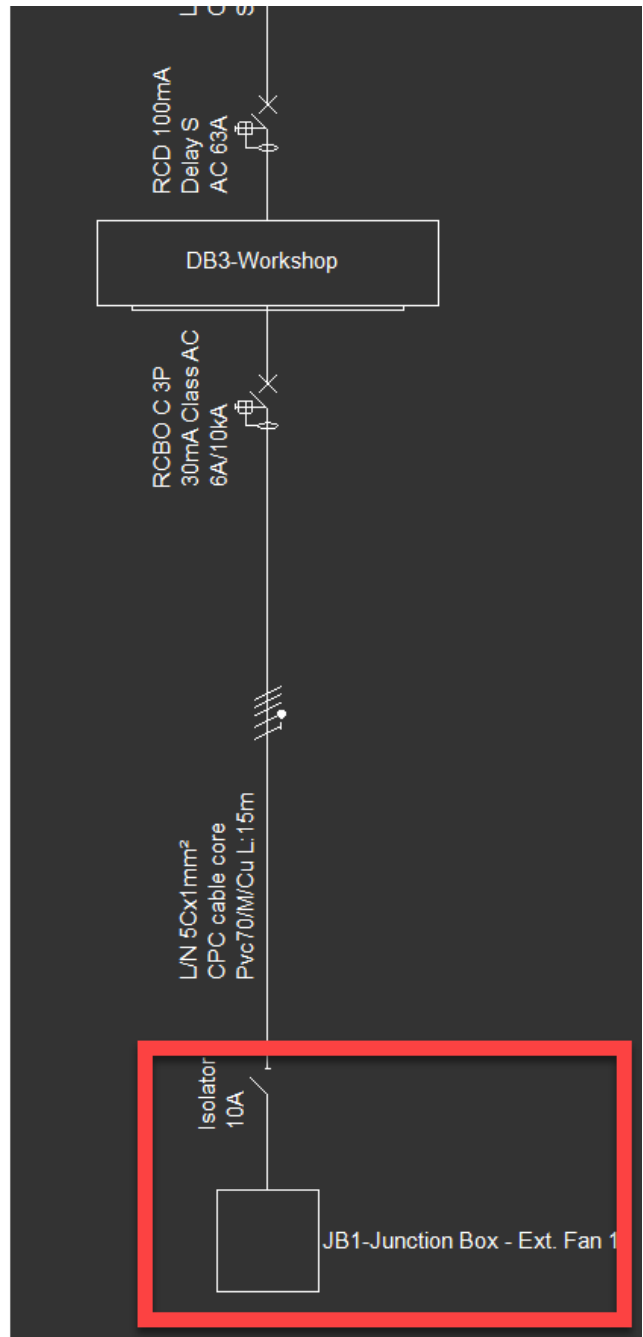 RCD 100mA
Delay S
AC 63A
DB3-Workshop
RCBO C 3P
30mA Class AC
6A/10kA
L/N 5Cx1mm²
CPC cable core
Pvc70/M/Cu L:15m
Isolator
10A
JB1-Junction Box - Ext. Fan 1